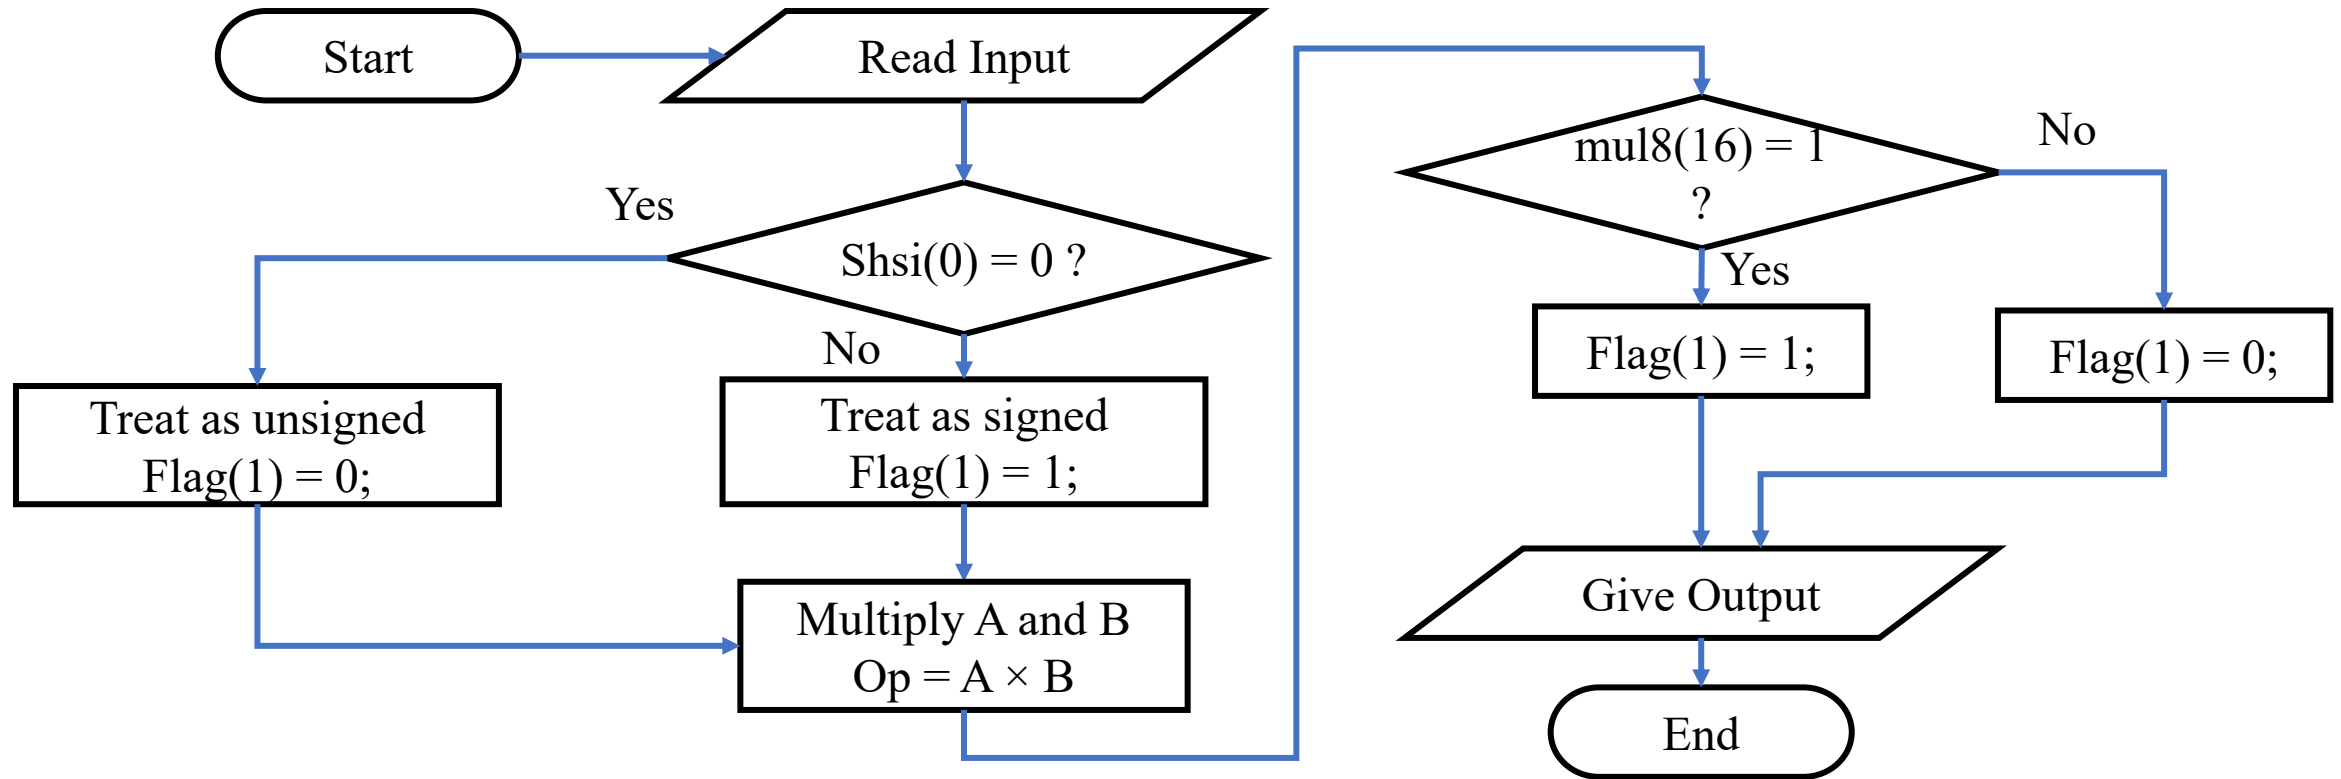 Start
Read Input
Yes
Shsi(0) = 0 ?
No
Treat as unsigned
Flag(1) = 0;
Treat as signed
Flag(1) = 1;
Multiply A and B
Op = A × B
mul8(16) = 1
?
No
Yes
Flag(1) = 1;
Flag(1) = 0;
Give Output
End